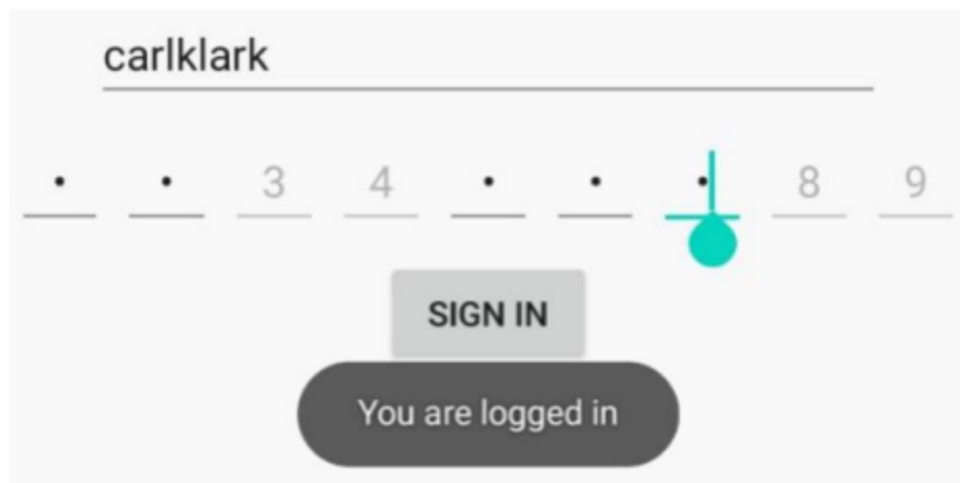 carlklark
• • 3 4 • • • 8 9
SIGN IN
You are logged in